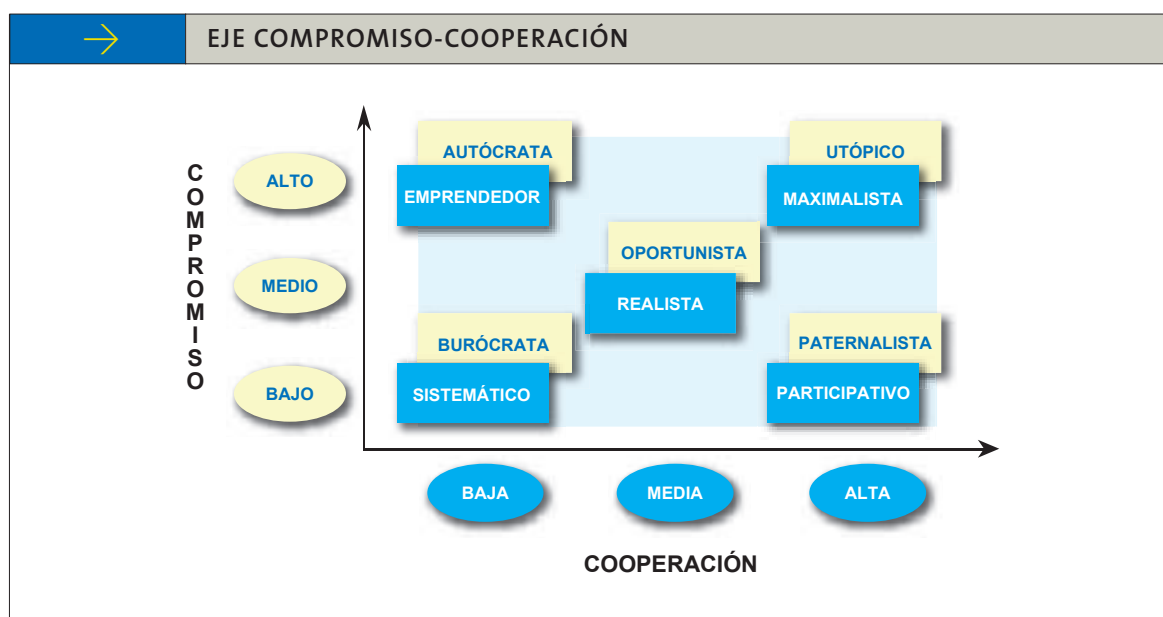 EJE COMPROMISO-COOPERACIÓN
COMPROMISO
ALTO
AUTÓCRATA
EMPRENDEDOR
UTÓPICO
MAXIMALISTA
MEDIO
OPORTUNISTA
REALISTA
BAJO
BURÓCRATA
SISTEMÁTICO
PATERNALISTA
PARTICIPATIVO
BAJA
MEDIA
ALTA
COOPERACIÓN